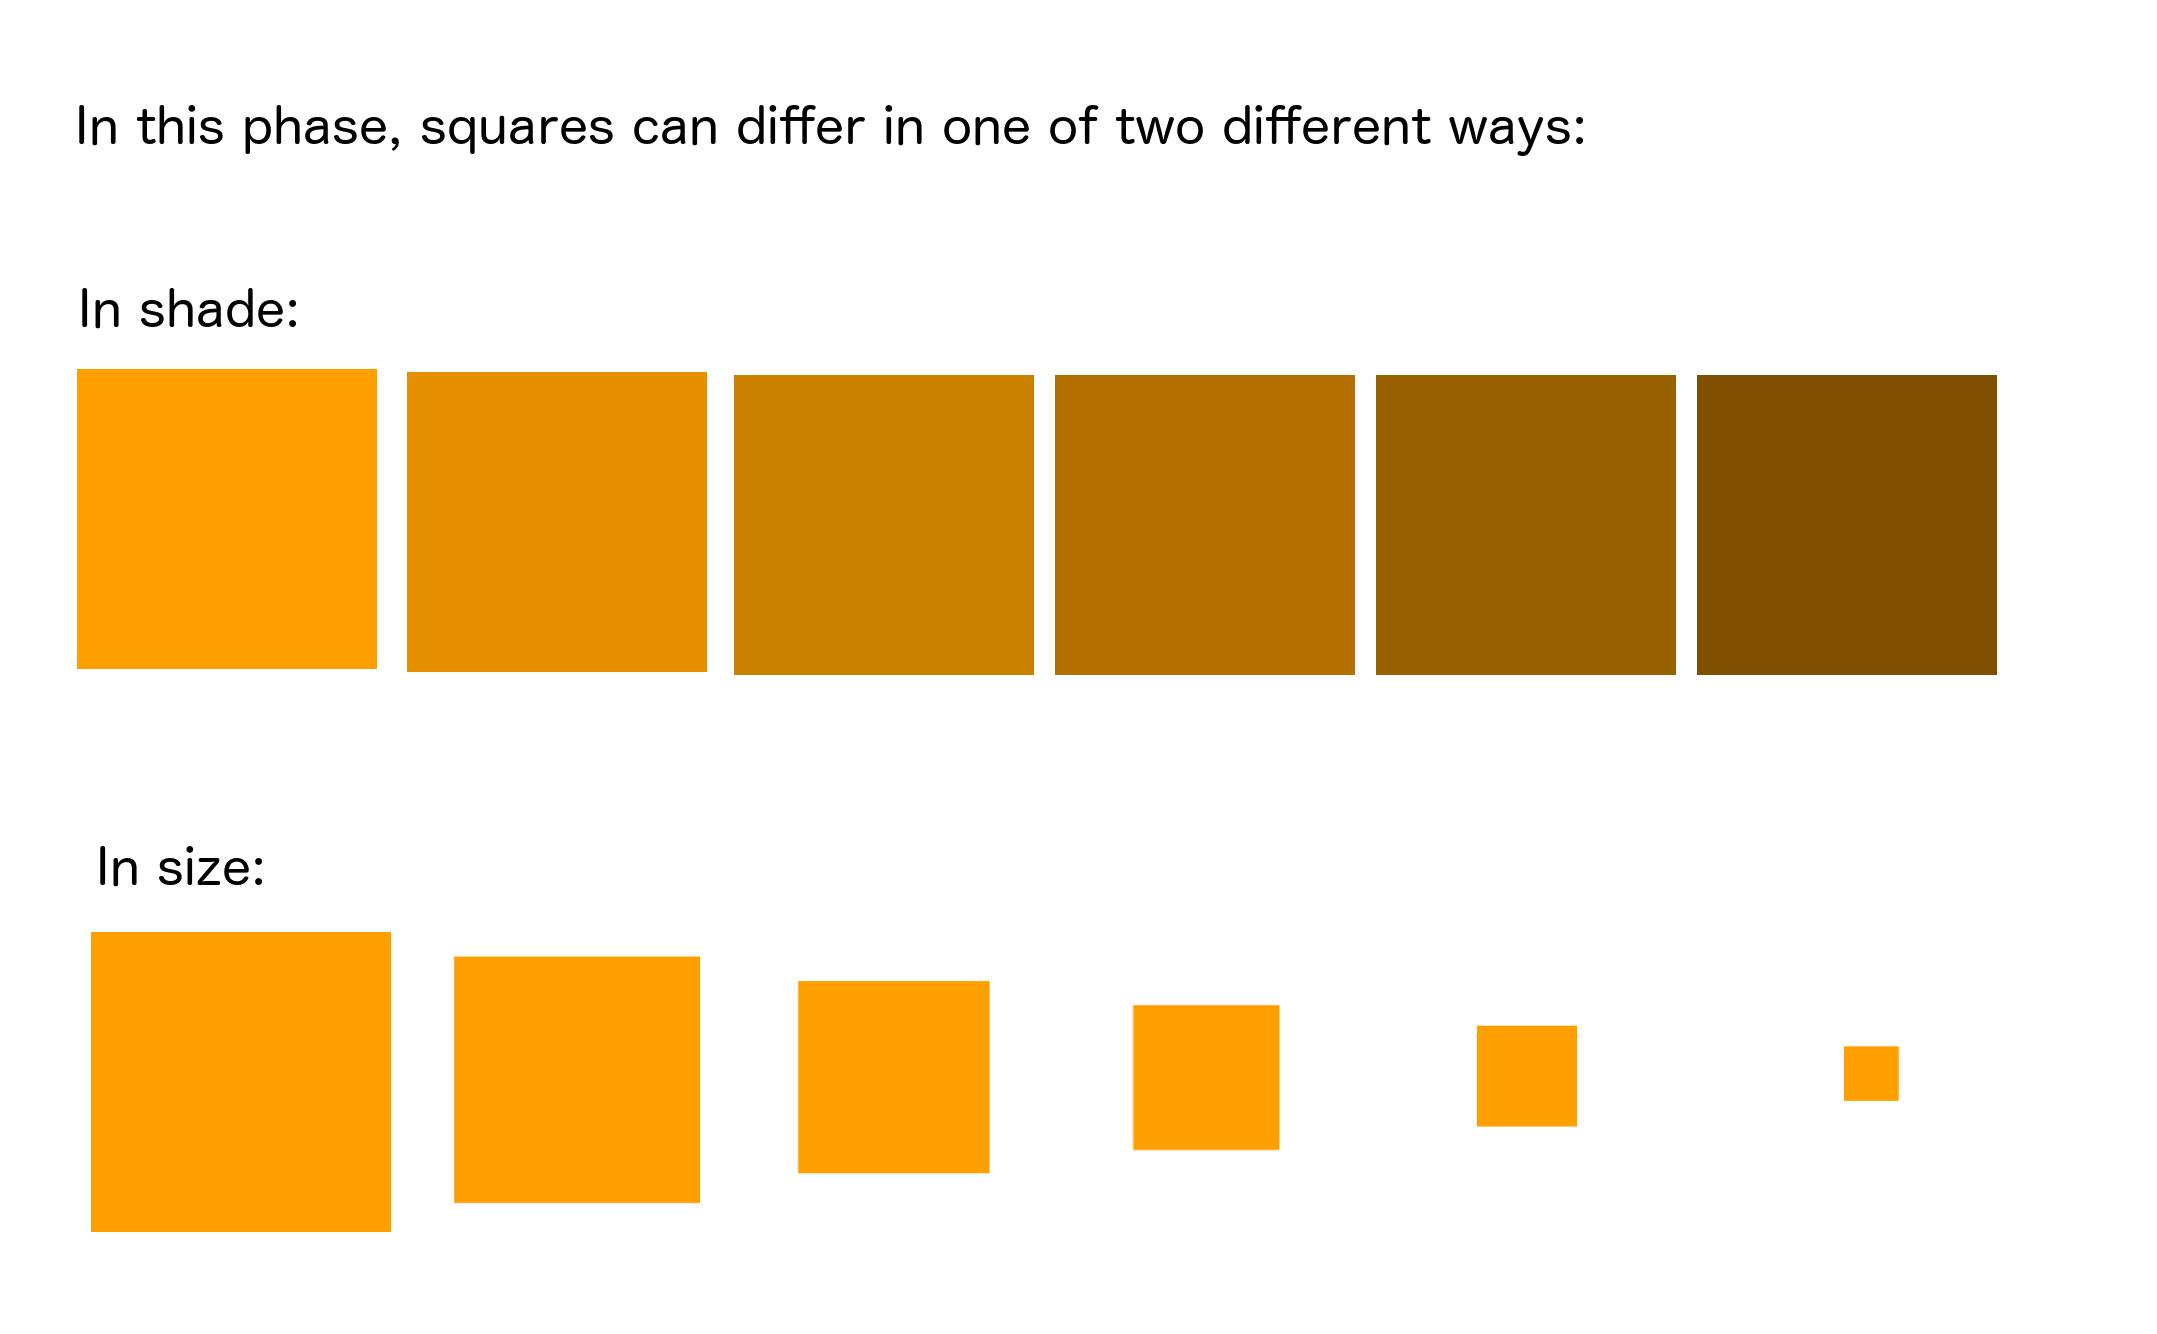 In this phase, squares can differ in one of two different ways:
In shade:
In size: